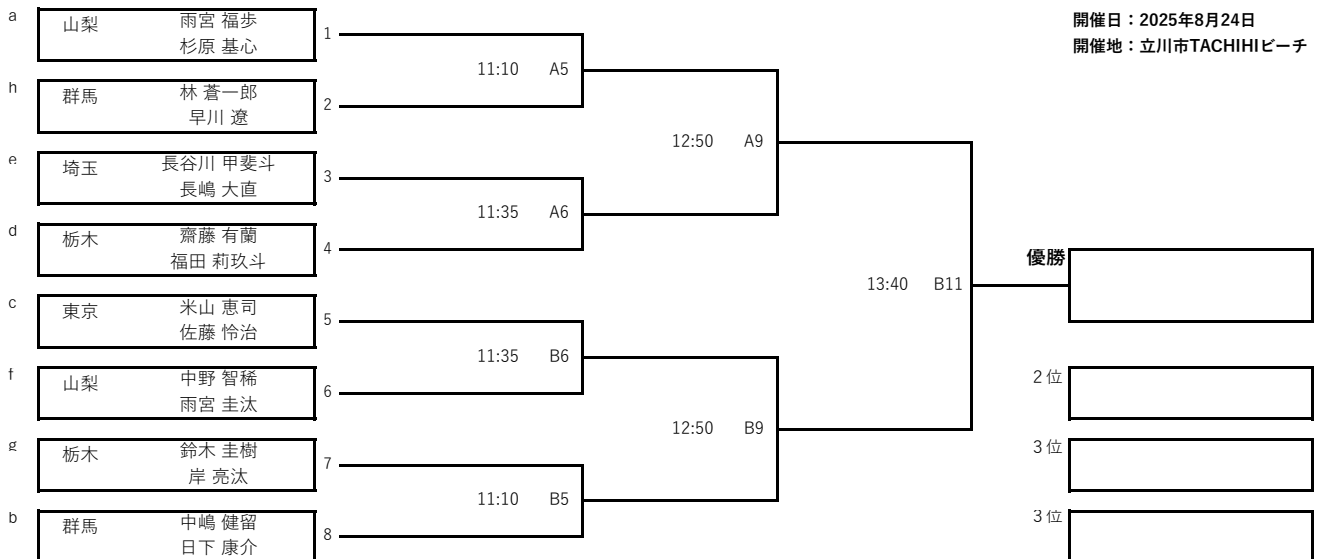 開催日：2025年8月24日
開催地：立川市TACHIHIビーチ
a 山梨 雨宮 福歩
杉原 基心
1
11:10 A5
h 群馬 林 蒼一郎
早川 遼
2
12:50 A9
e 埼玉 長谷川 甲斐斗
長嶋 大直
3
11:35 A6
d 栃木 齋藤 有蘭
福田 莉玖斗
4
優勝
13:40 B11
c 東京 米山 恵司
佐藤 怜治
5
11:35 B6
f 山梨 中野 智稀
雨宮 圭汰
6
2位
12:50 B9
g 栃木 鈴木 圭樹
岸 亮汰
7
3位
11:10 B5
b 群馬 中嶋 健留
日下 康介
8
3位